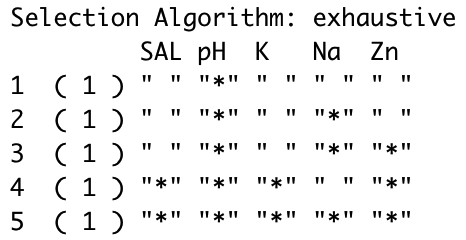 Selection Algorithm: exhaustive
         SAL pH  K   Na  Zn
1  ( 1 ) " " "*" " " " " " "
2  ( 1 ) " " "*" " " "*" " "
3  ( 1 ) " " "*" " " "*" "*"
4  ( 1 ) "*" "*" "*" " " "*"
5  ( 1 ) "*" "*" "*" "*" "*"